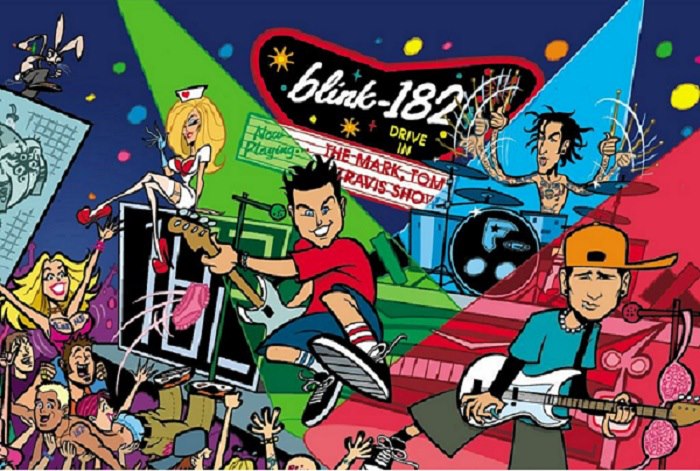 blink-182
DRIVE
IN
Now
Playing...
THE MARK, TOM
TRAVIS SHOW